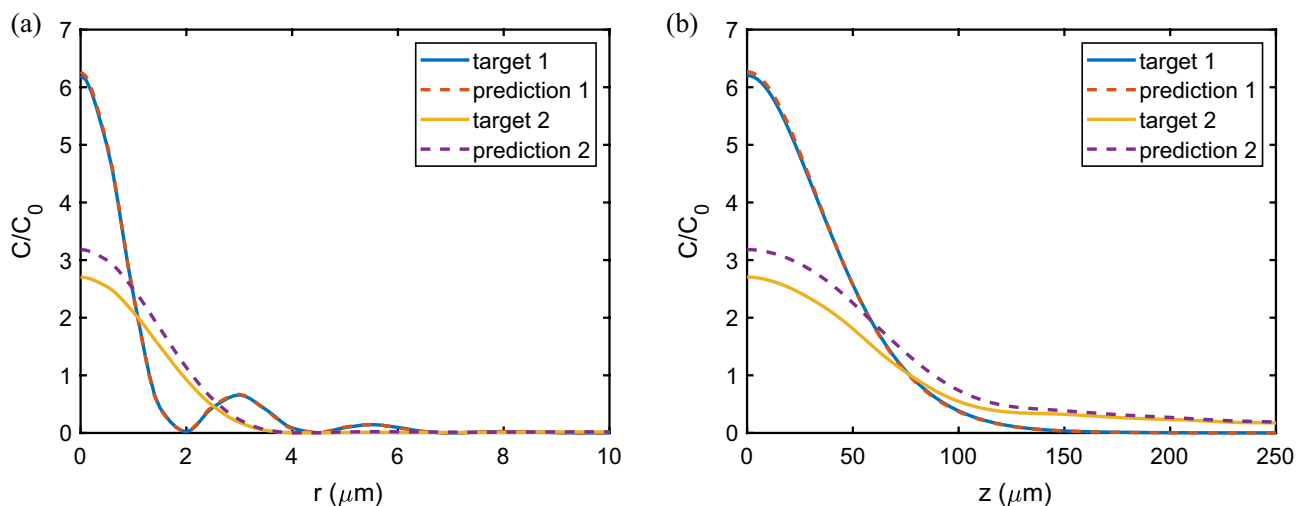 (a)
7
6
5
4
3
2
1
0
C/C0
0 2 4 6 8 10
r (μm)
target 1
prediction 1
target 2
prediction 2
(b)
7
6
5
4
3
2
1
0
C/C0
0 50 100 150 200 250
z (μm)
target 1
prediction 1
target 2
prediction 2